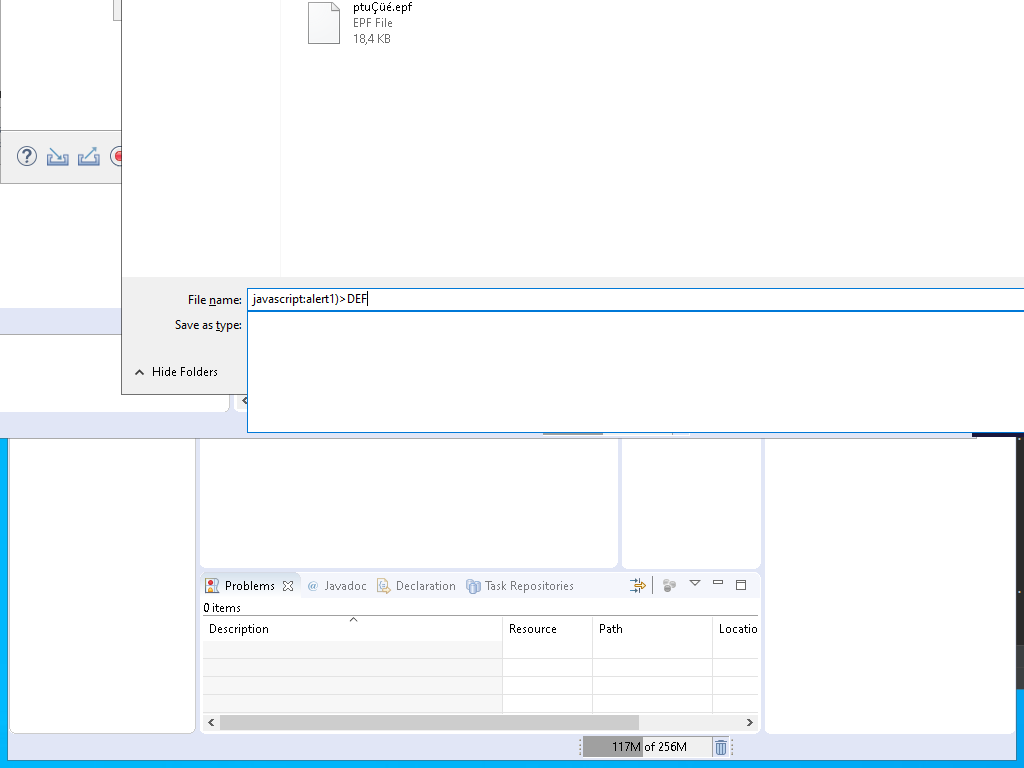 ptuÇüé.epf
EPF File
18,4 KB
File name: javascript:alert1)>DEF
Save as type:
Hide Folders
Problems Javadoc Declaration Task Repositories
0 items
Description Resource Path Locatio
117M of 256M